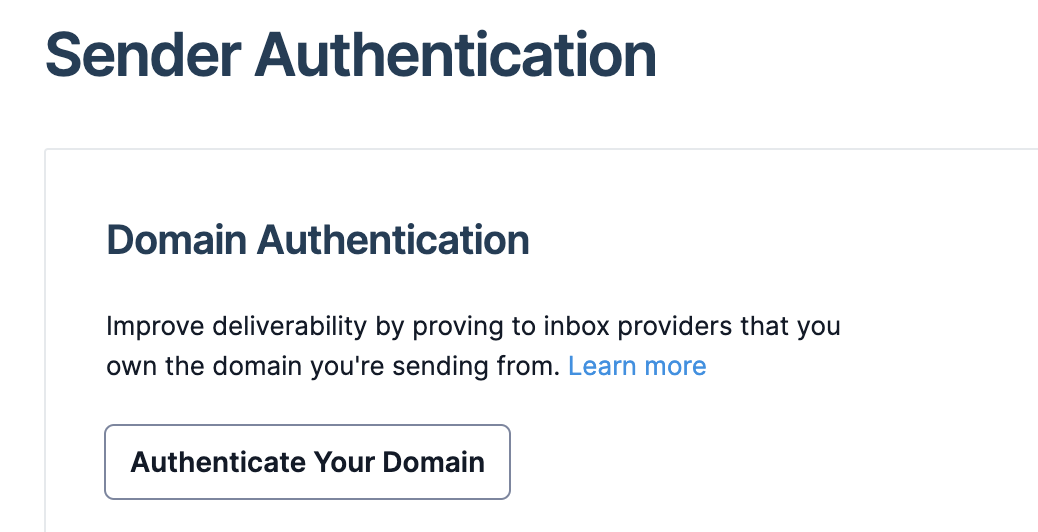 Sender Authentication
Domain Authentication
Improve deliverability by proving to inbox providers that you
own the domain you're sending from. Learn more
Authenticate Your Domain